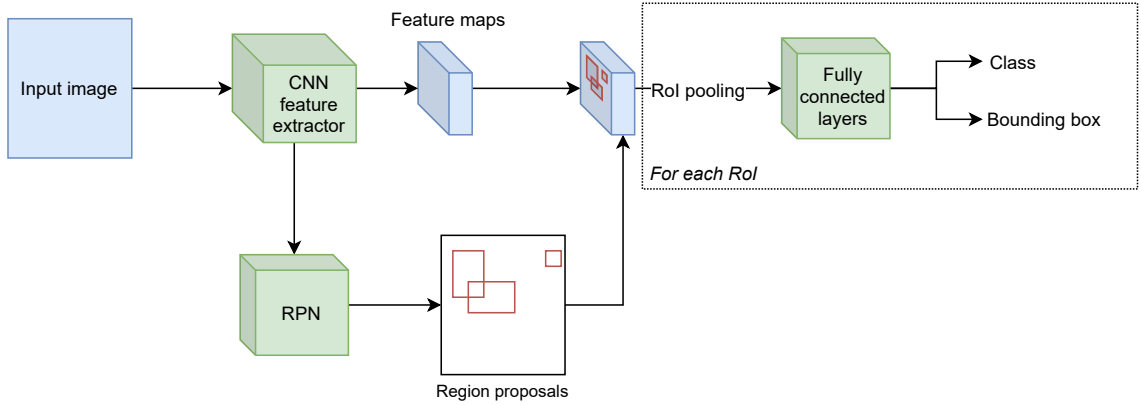 Feature maps
Input image
CNN
feature
extractor
RoI pooling
Fully
connected
layers
Class
Bounding box
For each RoI
RPN
Region proposals